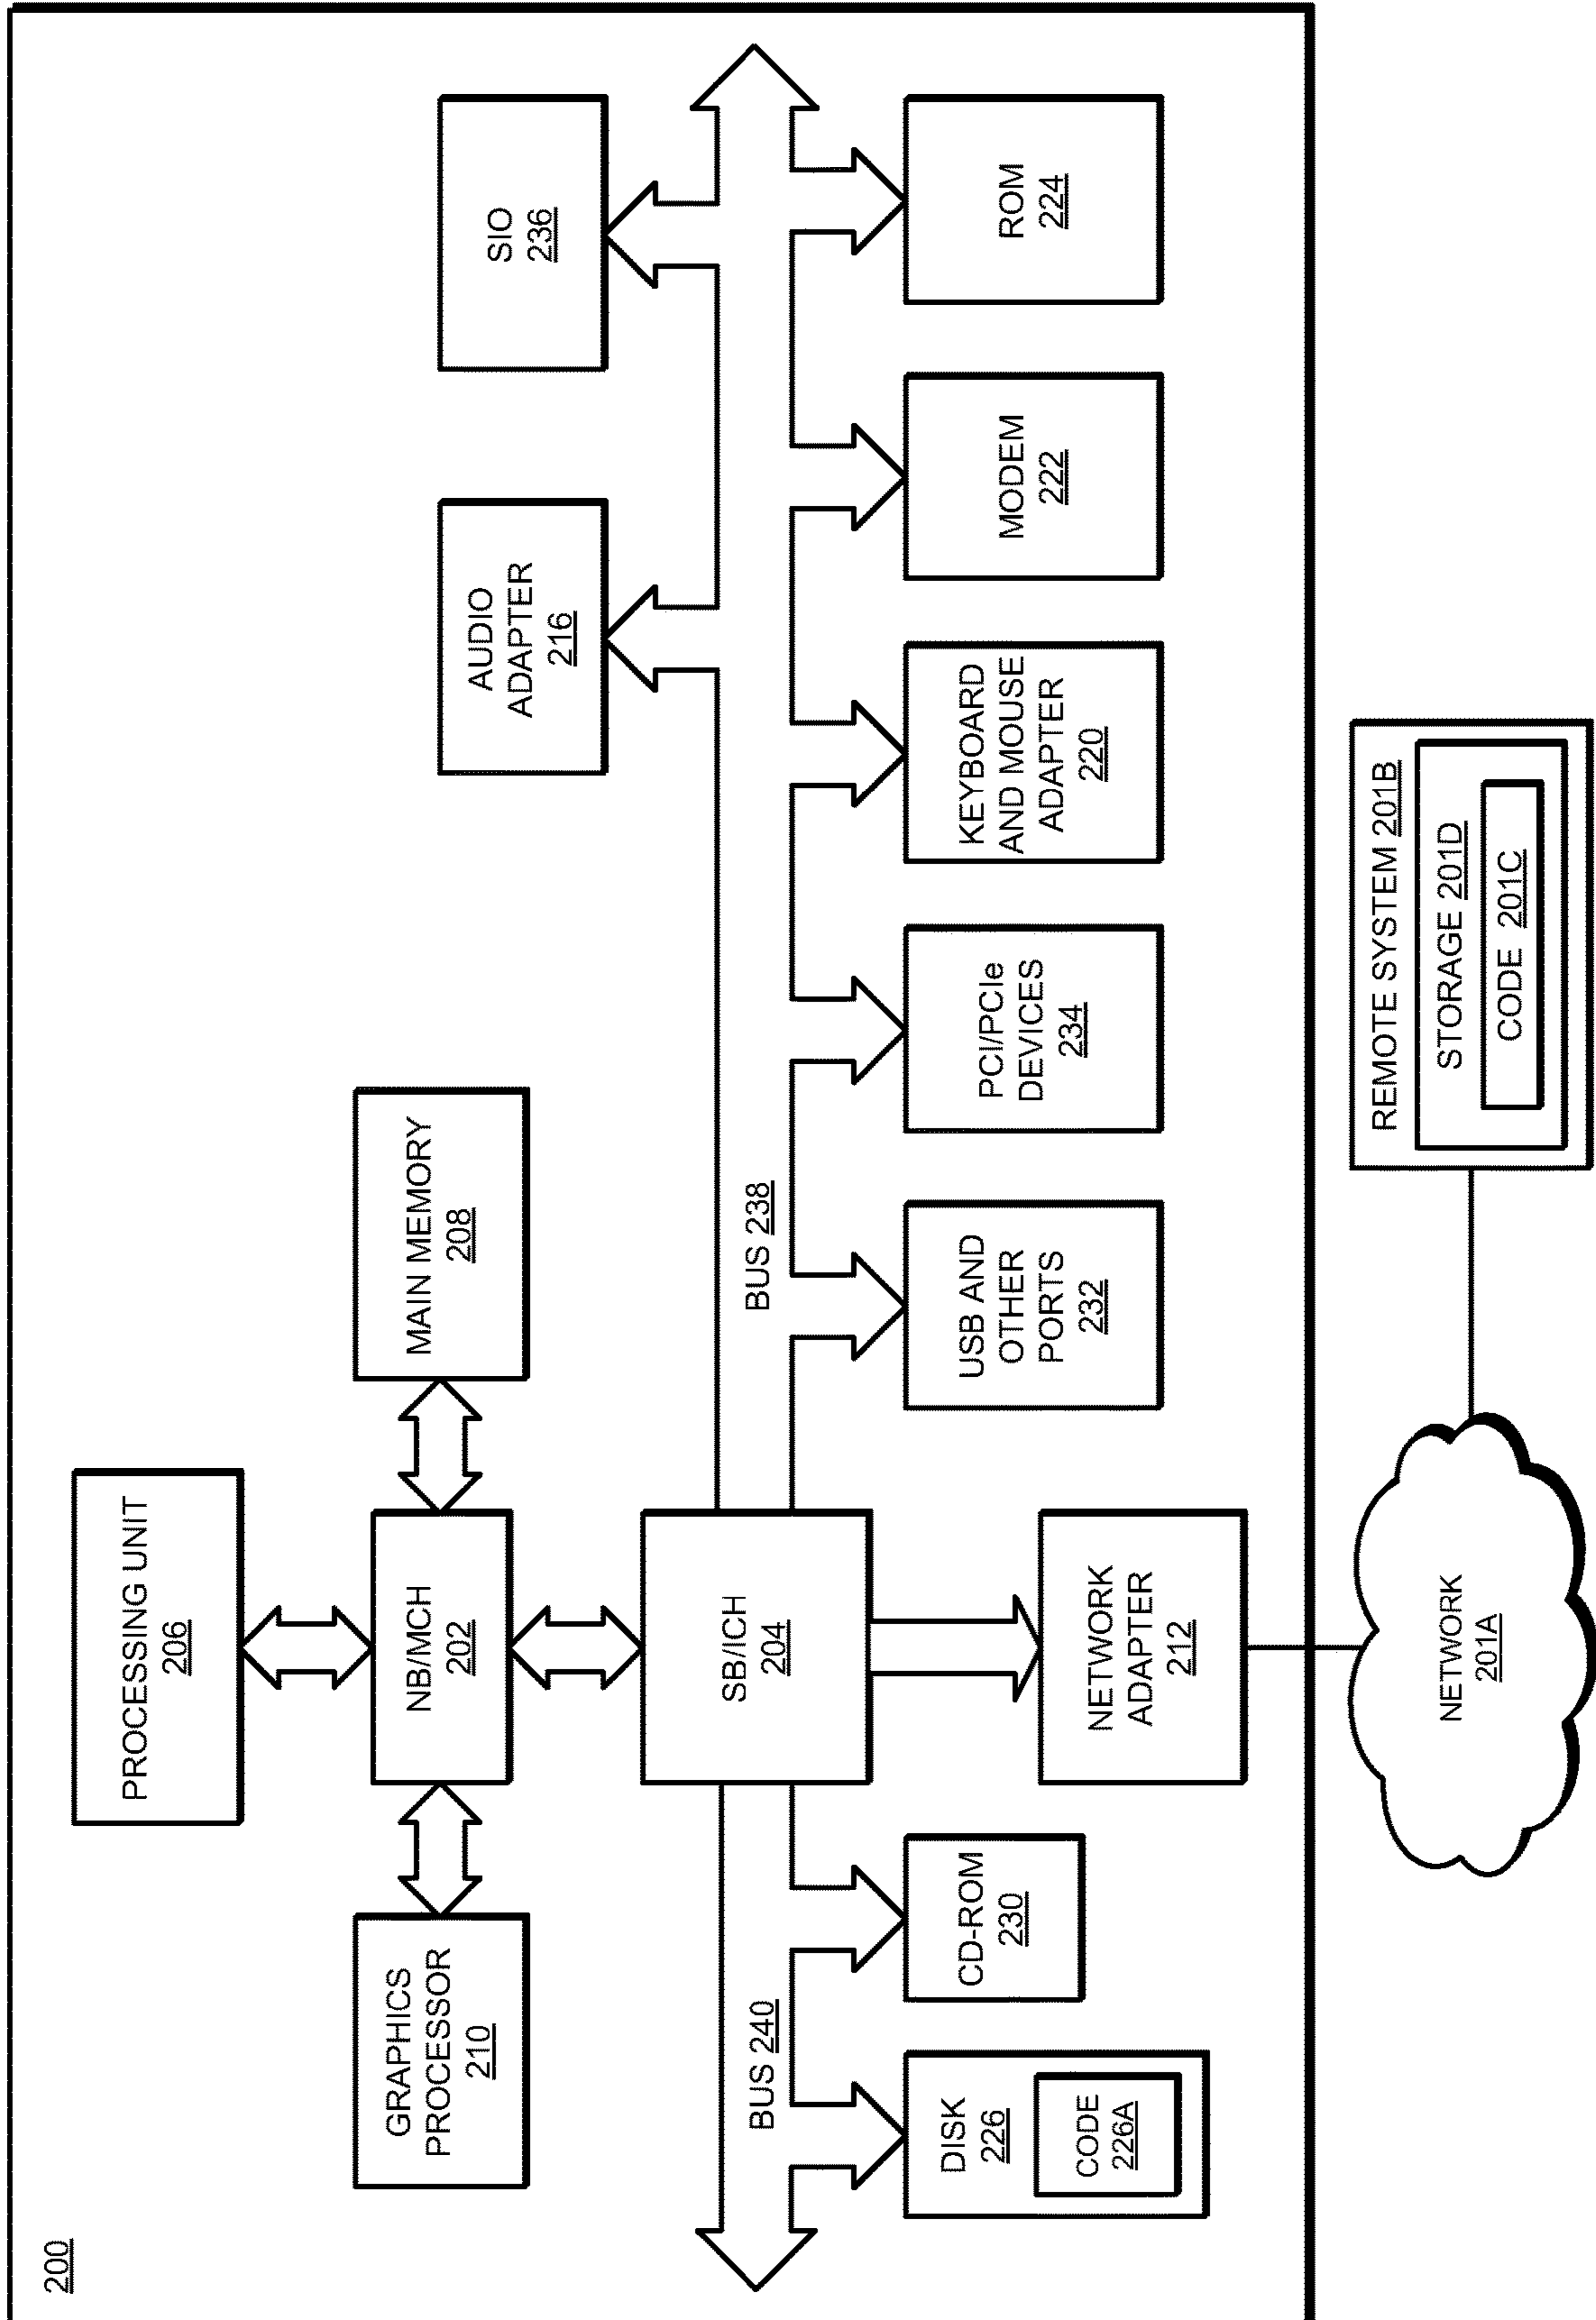 200
PROCESSING UNIT
206
GRAPHICS
PROCESSOR
210
NB/MCH
202
MAIN MEMORY
208
AUDIO
ADAPTER
216
SIO
236
SB/ICH
204
BUS 240
BUS 238
DISK
226
CODE
226A
CD-ROM
230
NETWORK
ADAPTER
212
USB AND
OTHER
PORTS
232
PCI/PCIe
DEVICES
234
KEYBOARD
AND MOUSE
ADAPTER
220
MODEM
222
ROM
224
NETWORK
201A
REMOTE SYSTEM 201B
STORAGE 201D
CODE 201C